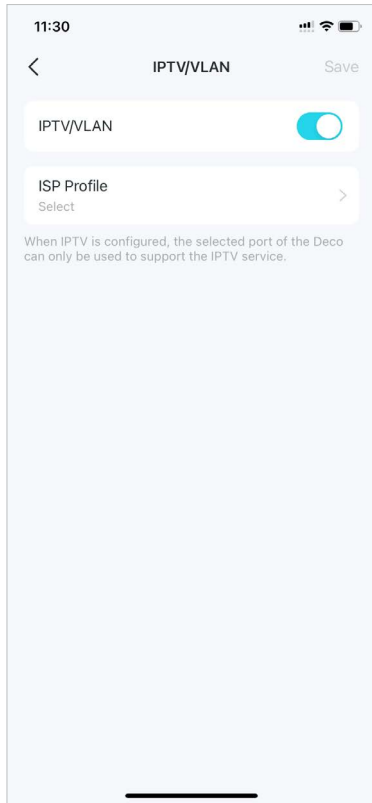 11:30
IPTV/VLAN
Save
IPTV/VLAN
ISP Profile
Select
When IPTV is configured, the selected port of the Deco
can only be used to support the IPTV service.